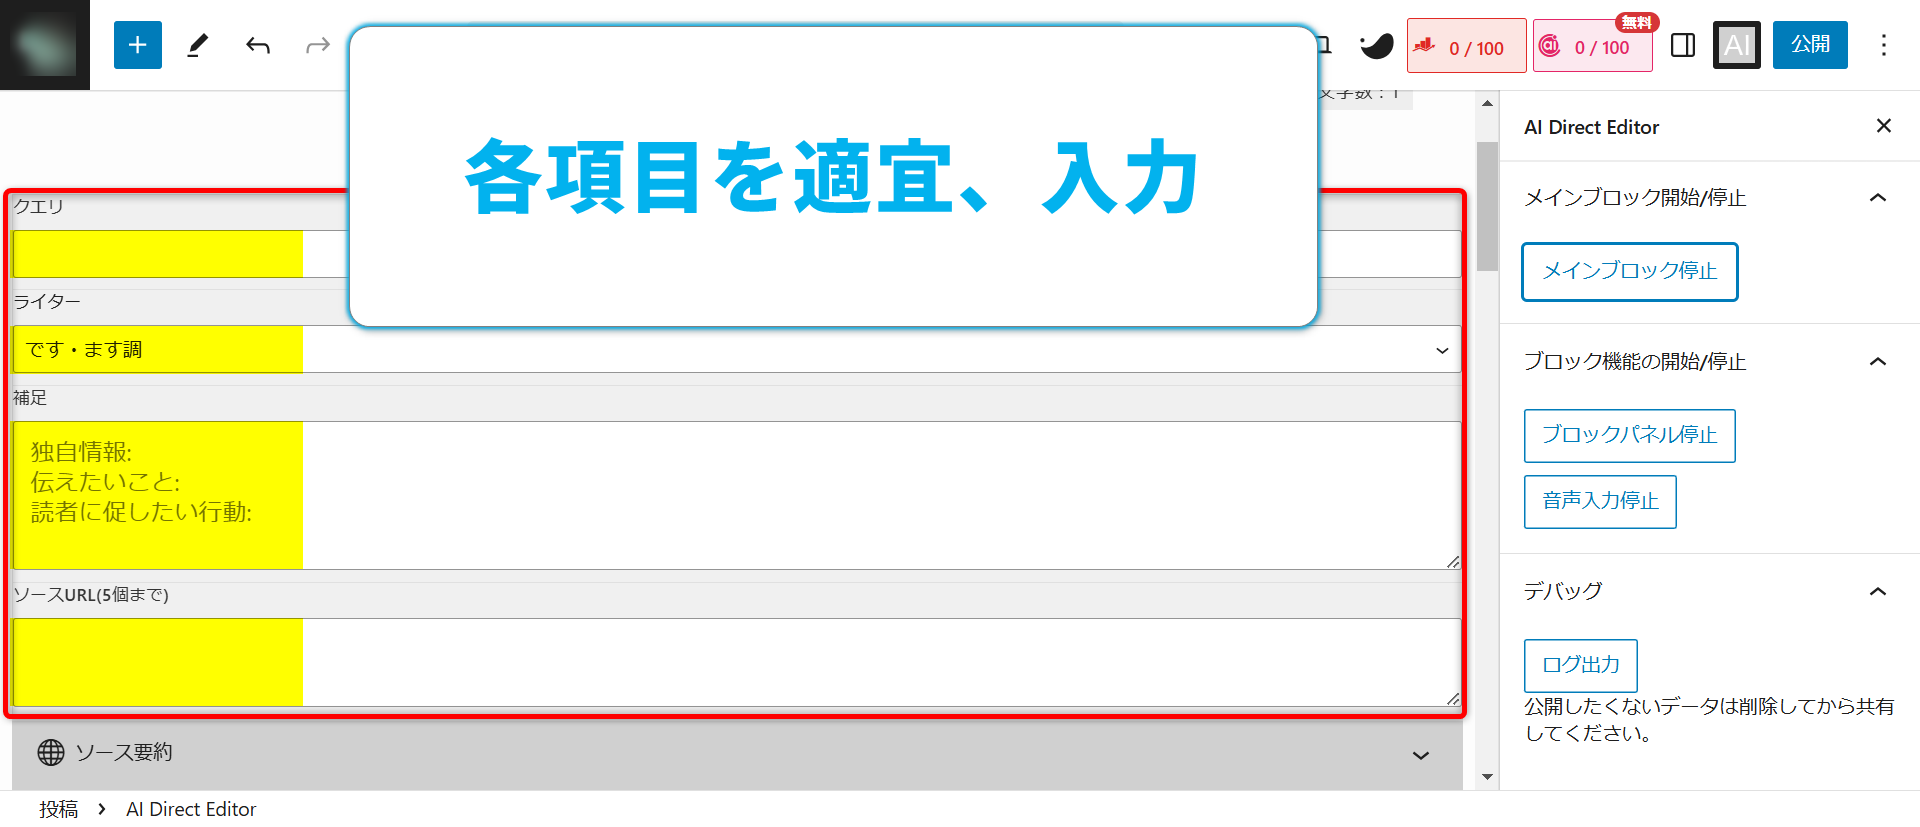 無料
0 / 100
0 / 100
AI
公開
文字数：1
各項目を適宜、入力
クエリ
ライター
です・ます調
補足
独自情報:
伝えたいこと:
読者に促したい行動:
ソースURL(5個まで)
ソース要約
投稿 > AI Direct Editor
AI Direct Editor
メインブロック開始/停止
メインブロック停止
ブロック機能の開始/停止
ブロックパネル停止
音声入力停止
デバッグ
ログ出力
公開したくないデータは削除してから共有
してください。